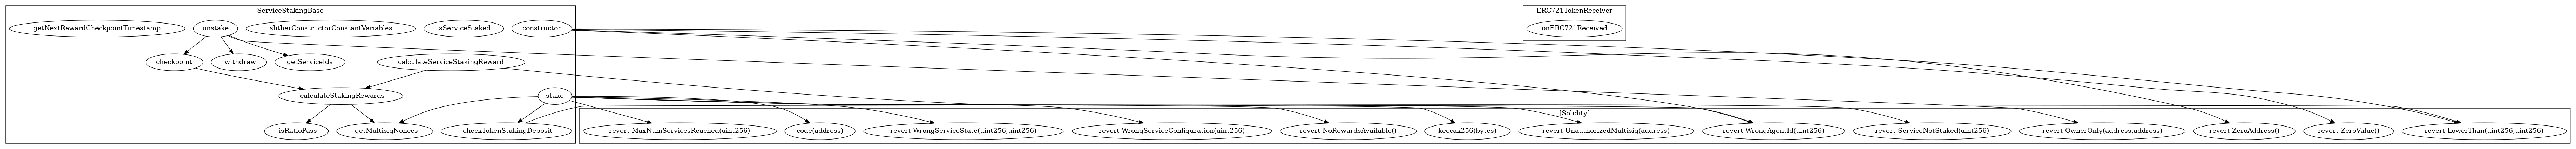 ServiceStakingBase
ERC721TokenReceiver
getNextRewardCheckpointTimestamp
unstake
slitherConstructorConstantVariables
isServiceStaked
constructor
onERC721Received
checkpoint
_withdraw
getServiceIds
calculateServiceStakingReward
_calculateStakingRewards
stake
[Solidity]
_isRatioPass
_getMultisigNonces
_checkTokenStakingDeposit
revert MaxNumServicesReached(uint256)
code(address)
revert WrongServiceState(uint256,uint256)
revert WrongServiceConfiguration(uint256)
revert NoRewardsAvailable()
keccak256(bytes)
revert UnauthorizedMultisig(address)
revert WrongAgentId(uint256)
revert ServiceNotStaked(uint256)
revert OwnerOnly(address,address)
revert ZeroAddress()
revert ZeroValue()
revert LowerThan(uint256,uint256)